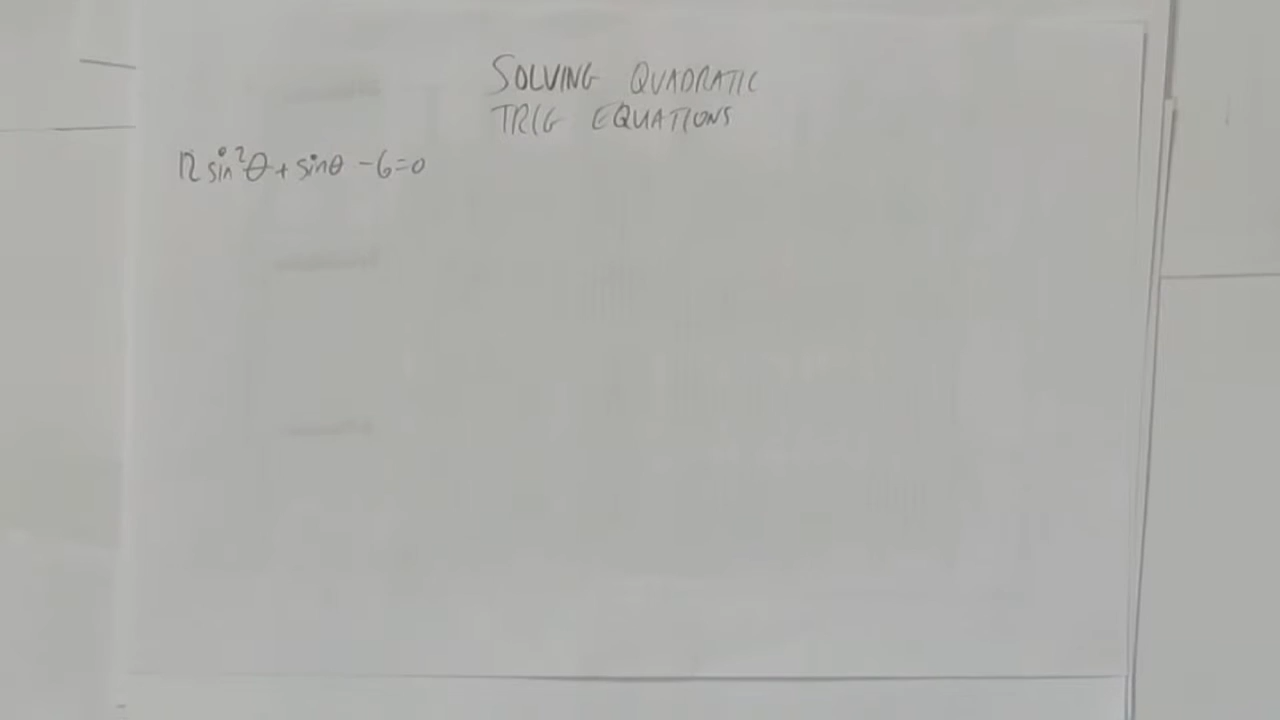 SOLVING QUADRATIC
TRIG EQUATIONS
12 sin²θ + sinθ - 6 = 0